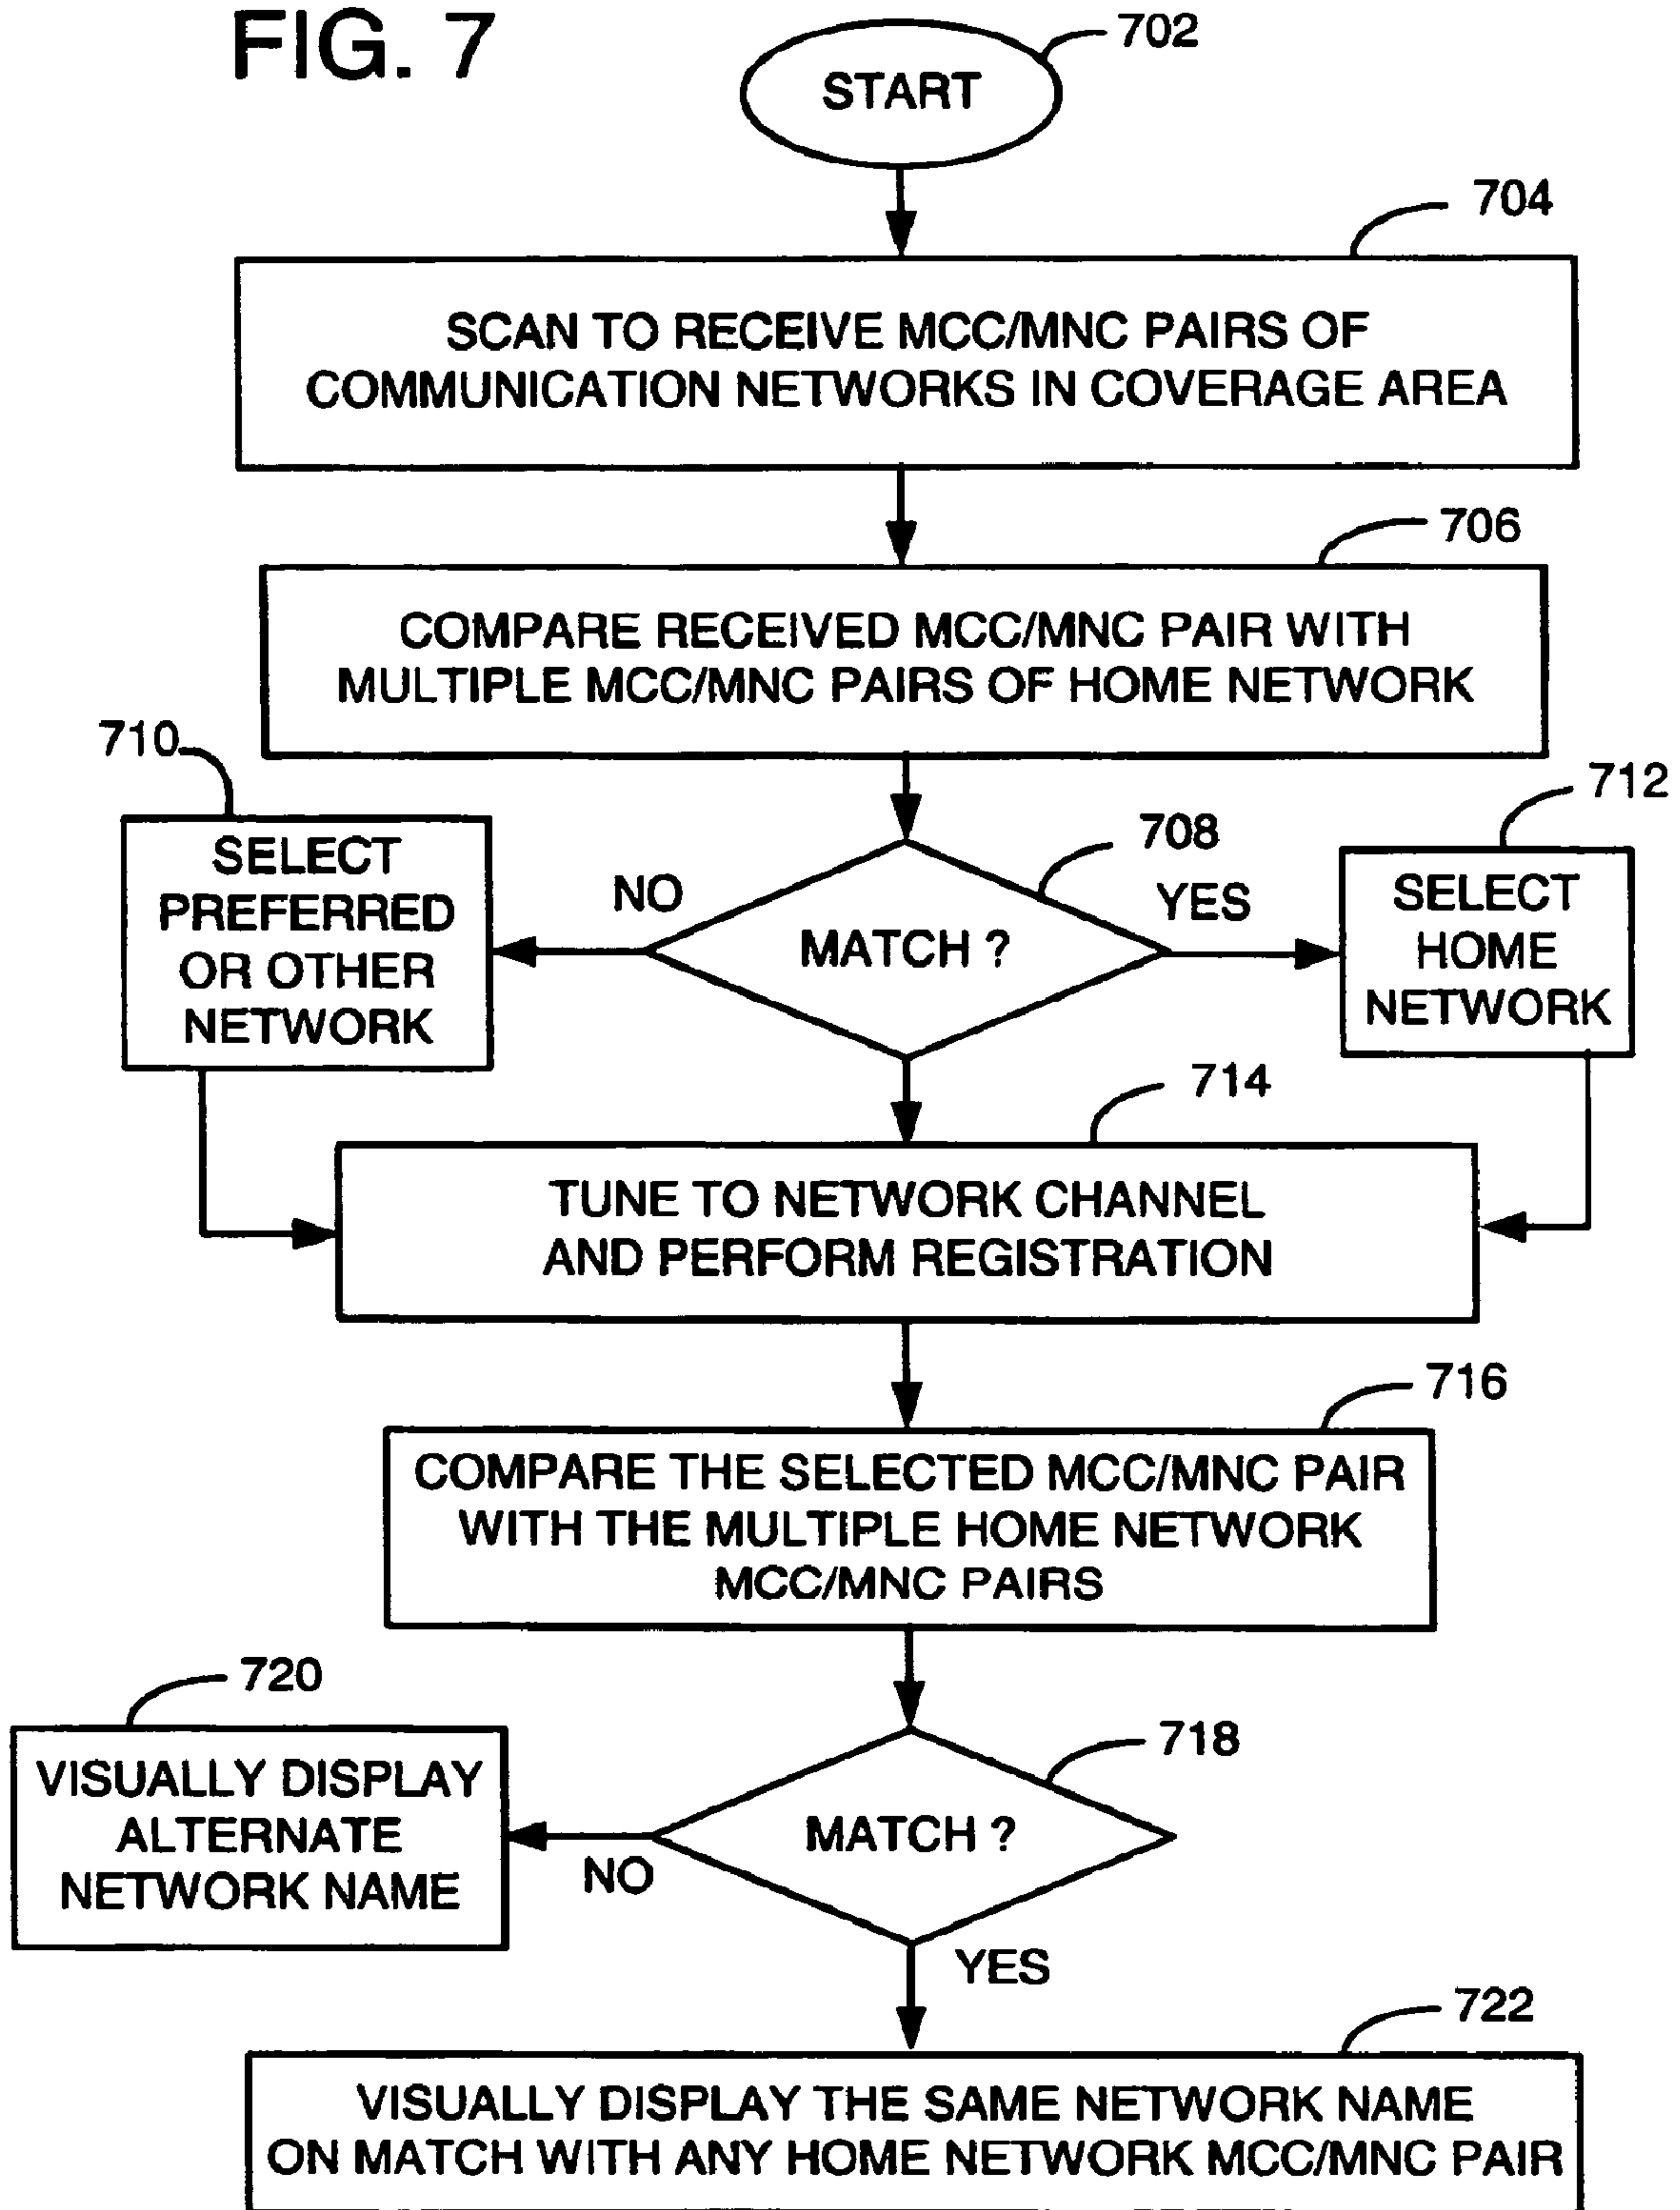 FIG. 7
702
START
704
SCAN TO RECEIVE MCC/MNC PAIRS OF
COMMUNICATION NETWORKS IN COVERAGE AREA
706
COMPARE RECEIVED MCC/MNC PAIR WITH
MULTIPLE MCC/MNC PAIRS OF HOME NETWORK
710
SELECT
PREFERRED
OR OTHER
NETWORK
NO
708
MATCH ?
YES
712
SELECT
HOME
NETWORK
714
TUNE TO NETWORK CHANNEL
AND PERFORM REGISTRATION
716
COMPARE THE SELECTED MCC/MNC PAIR
WITH THE MULTIPLE HOME NETWORK
MCC/MNC PAIRS
720
VISUALLY DISPLAY
ALTERNATE
NETWORK NAME
NO
718
MATCH ?
YES
722
VISUALLY DISPLAY THE SAME NETWORK NAME
ON MATCH WITH ANY HOME NETWORK MCC/MNC PAIR